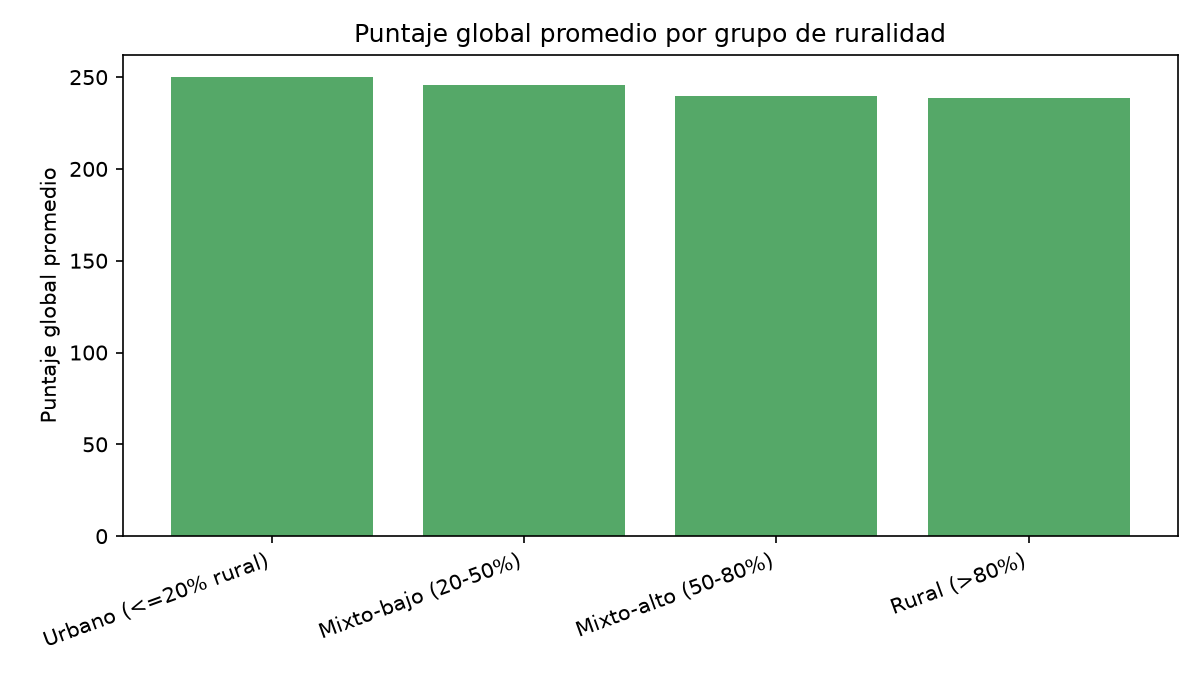 Puntaje global promedio por grupo de ruralidad
Puntaje global promedio
250
200
150
100
50
0
Urbano (<=20% rural)
Mixto-bajo (20-50%)
Mixto-alto (50-80%)
Rural (>80%)